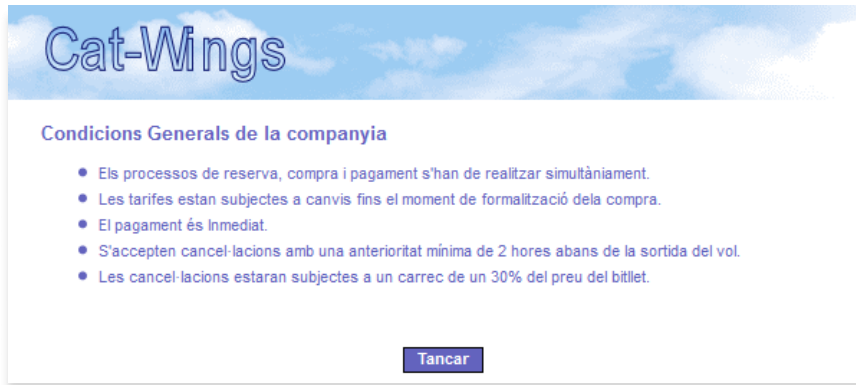 Cat-Wings
Condicions Generals de la companyia
Els processos de reserva, compra i pagament s'han de realitzar simultàniament.
Les tarifes estan subjectes a canvis fins el moment de formalització dela compra.
El pagament és Inmediat.
S'accepten cancel·lacions amb una anterioritat mínima de 2 hores abans de la sortida del vol.
Les cancel·lacions estaran subjectes a un carrec de un 30% del preu del bitllet.
Tancar